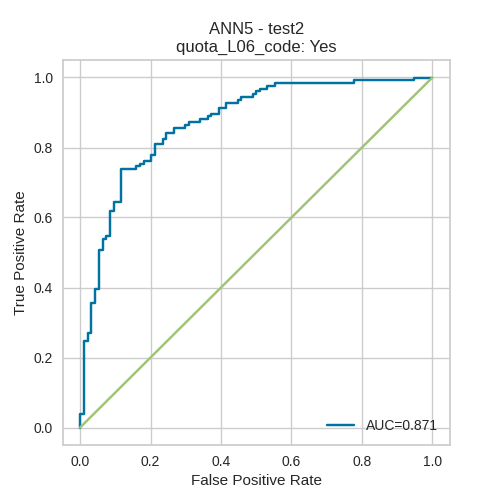 ANN5 - test2
quota_L06_code: Yes
1.0
0.8
0.6
0.4
0.2
0.0
True Positive Rate
AUC=0.871
0.0 0.2 0.4 0.6 0.8 1.0
False Positive Rate